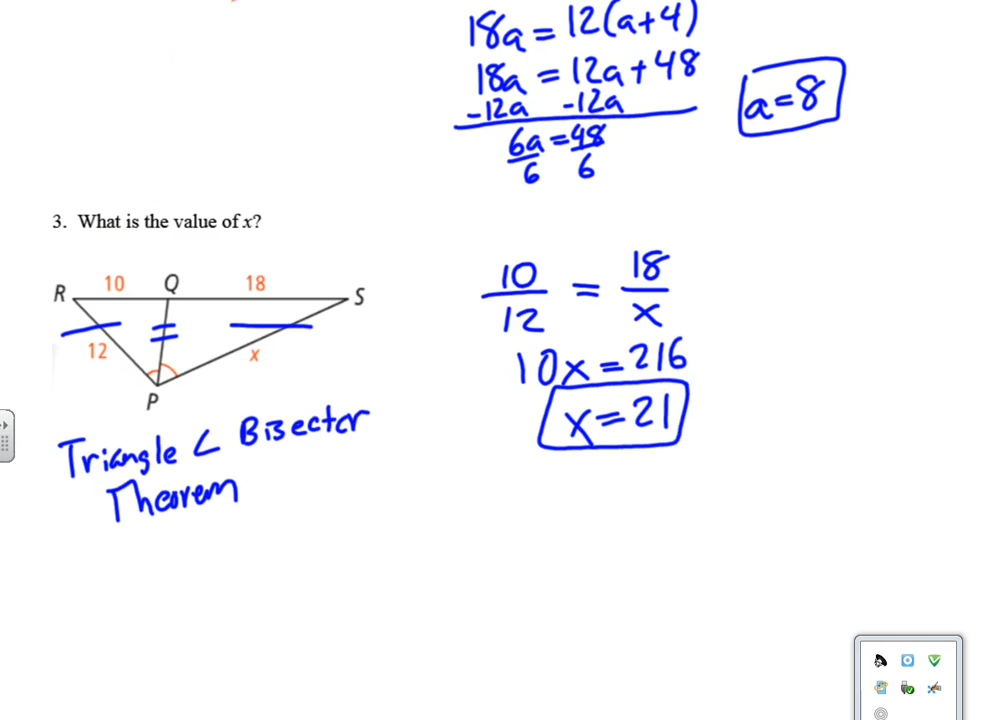 18a = 12(a+4)
18a = 12a + 48
-12a -12a
6a = 48
6 6
a = 8
3. What is the value of x?
R 10 Q 18 S
12 x
P
10 = 18
12 x
10x = 216
x = 21
Triangle ∠ Bisector
Theorem